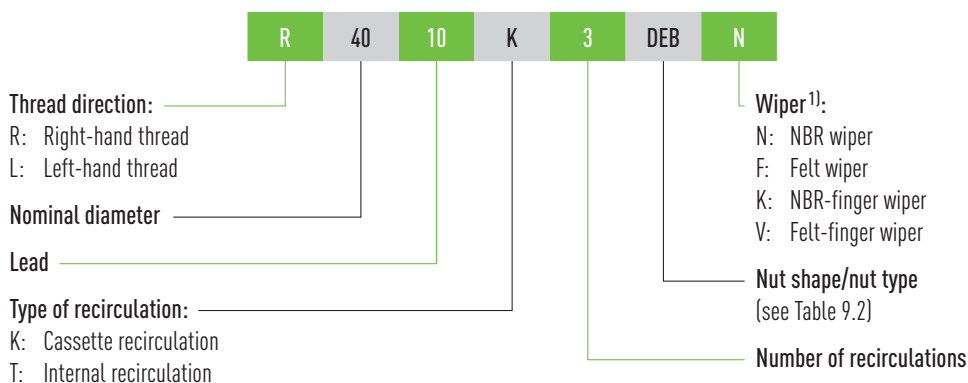 R 40 10 K 3 DEB N
Thread direction:
R: Right-hand thread
L: Left-hand thread
Nominal diameter
Lead
Type of recirculation:
K: Cassette recirculation
T: Internal recirculation
Wiper 1):
N: NBR wiper
F: Felt wiper
K: NBR-finger wiper
V: Felt-finger wiper
Nut shape/nut type
(see Table 9.2)
Number of recirculations